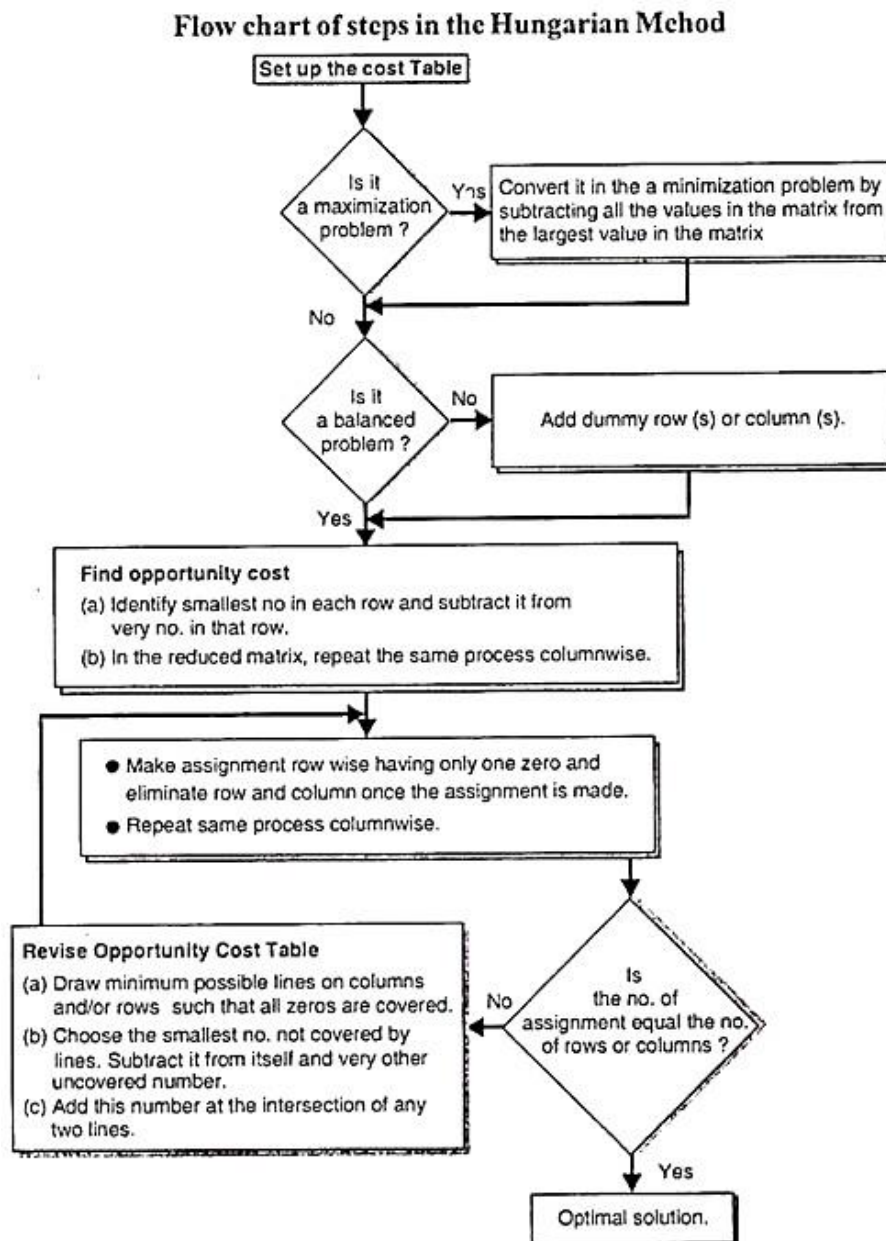 Flow chart of steps in the Hungarian Mehod
Set up the cost Table
Is it
a maximization
problem ?
Yes
Convert it in the a minimization problem by
subtracting all the values in the matrix from
the largest value in the matrix
No
Is it
a balanced
problem ?
No
Add dummy row (s) or column (s).
Yes
Find opportunity cost
(a) Identify smallest no in each row and subtract it from
very no. in that row.
(b) In the reduced matrix, repeat the same process columnwise.
● Make assignment row wise having only one zero and
eliminate row and column once the assignment is made.
● Repeat same process columnwise.
Is
the no. of
assignment equal the no.
of rows or columns ?
No
Revise Opportunity Cost Table
(a) Draw minimum possible lines on columns
and/or rows such that all zeros are covered.
(b) Choose the smallest no. not covered by
lines. Subtract it from itself and very other
uncovered number.
(c) Add this number at the intersection of any
two lines.
Yes
Optimal solution.